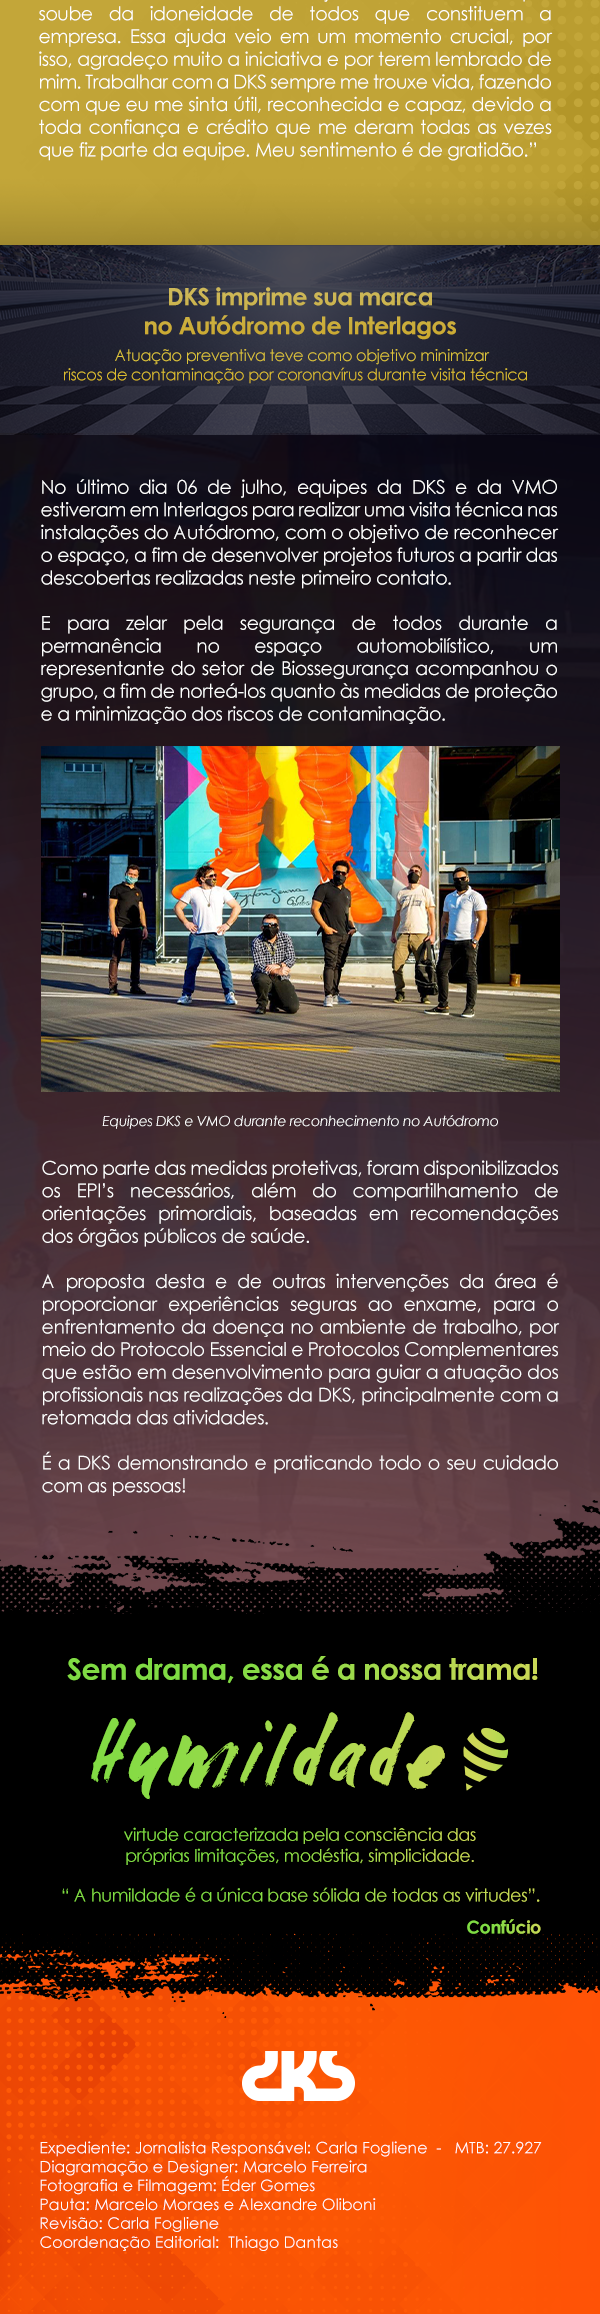 soube da idoneidade de todos que constituem a
empresa. Essa ajuda veio em um momento crucial, por
isso, agradeço muito a iniciativa e por terem lembrado de
mim. Trabalhar com a DKS sempre me trouxe vida, fazendo
com que eu me sinta útil, reconhecida e capaz, devido a
toda confiança e crédito que me deram todas as vezes
que fiz parte da equipe. Meu sentimento é de gratidão.”
DKS imprime sua marca
no Autódromo de Interlagos
Atuação preventiva teve como objetivo minimizar
riscos de contaminação por coronavírus durante visita técnica
No último dia 06 de julho, equipes da DKS e da VMO
estiveram em Interlagos para realizar uma visita técnica nas
instalações do Autódromo, com o objetivo de reconhecer
o espaço, a fim de desenvolver projetos futuros a partir das
descobertas realizadas neste primeiro contato.
E para zelar pela segurança de todos durante a
permanência no espaço automobilístico, um
representante do setor de Biossegurança acompanhou o
grupo, a fim de norteá-los quanto às medidas de proteção
e a minimização dos riscos de contaminação.
Equipes DKS e VMO durante reconhecimento no Autódromo
Como parte das medidas protetivas, foram disponibilizados
os EPI’s necessários, além do compartilhamento de
orientações primordiais, baseadas em recomendações
dos órgãos públicos de saúde.
A proposta desta e de outras intervenções da área é
proporcionar experiências seguras ao enxame, para o
enfrentamento da doença no ambiente de trabalho, por
meio do Protocolo Essencial e Protocolos Complementares
que estão em desenvolvimento para guiar a atuação dos
profissionais nas realizações da DKS, principalmente com a
retomada das atividades.
É a DKS demonstrando e praticando todo o seu cuidado
com as pessoas!
Sem drama, essa é a nossa trama!
Humildade
virtude caracterizada pela consciência das
próprias limitações, modéstia, simplicidade.
“ A humildade é a única base sólida de todas as virtudes”.
Confúcio
DKS
Expediente: Jornalista Responsável: Carla Fogliene - MTB: 27.927
Diagramação e Designer: Marcelo Ferreira
Fotografia e Filmagem: Éder Gomes
Pauta: Marcelo Moraes e Alexandre Oliboni
Revisão: Carla Fogliene
Coordenação Editorial: Thiago Dantas